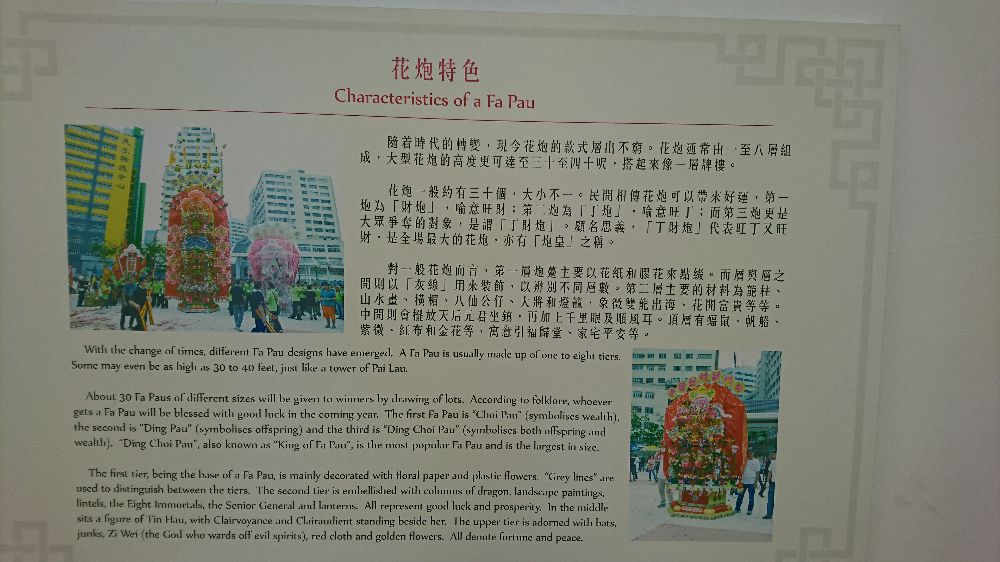 花炮特色
Characteristics of a Fa Pau
隨着時代的轉變，現今花炮的款式層出不窮。花炮通常由一至八層組
成，大型花炮的高度更可達至三十至四十呎，搭起來像一層牌樓。
花炮一般約有三十個，大小不一。民間相傳花炮可以帶來好運，第一
炮為「財炮」，喻意旺財；第二炮為「丁炮」，喻意旺丁；而第三炮更是
大眾爭奪的對象，是謂「丁財炮」。顧名思義，「丁財炮」代表旺丁又旺
財，是全場最大的花炮，亦有「炮皇」之稱。
對一般花炮而言，第一層炮躉主要以花紙和膠花來點綴。而層與層之
間則以「灰線」用來裝飾，以辨別不同層數。第二層主要的材料為龍柱、
山水畫、橫楣、八仙公仔、大將和燈籠，象徵雙龍出海、花開富貴等等。
中間則會擺放天后元君坐鎮，再加上千里眼及順風耳。頂層有蝠鼠、帆船、
紫微、紅布和金花等，寓意引福歸堂、家宅平安等。
With the change of times, different Fa Pau designs have emerged. A Fa Pau is usually made up of one to eight tiers.
Some may even be as high as 30 to 40 feet, just like a tower of Pai Lau.
About 30 Fa Paus of different sizes will be given to winners by drawing of lots. According to folklore, whoever
gets a Fa Pau will be blessed with good luck in the coming year. The first Fa Pau is "Choi Pau" (symbolises wealth),
the second is "Ding Pau" (symbolises offspring) and the third is "Ding Choi Pau" (symbolises both offspring and
wealth). "Ding Choi Pau", also known as "King of Fa Pau", is the most popular Fa Pau and is the largest in size.
The first tier, being the base of a Fa Pau, is mainly decorated with floral paper and plastic flowers. "Grey lines" are
used to distinguish between the tiers. The second tier is embellished with columns of dragon, landscape paintings,
lintels, the Eight Immortals, the Senior General and lanterns. All represent good luck and prosperity. In the middle
sits a figure of Tin Hau, with Clairvoyance and Clairaudient standing beside her. The upper tier is adorned with bats,
junks, Zi Wei (the God who wards off evil spirits), red cloth and golden flowers. All denote fortune and peace.